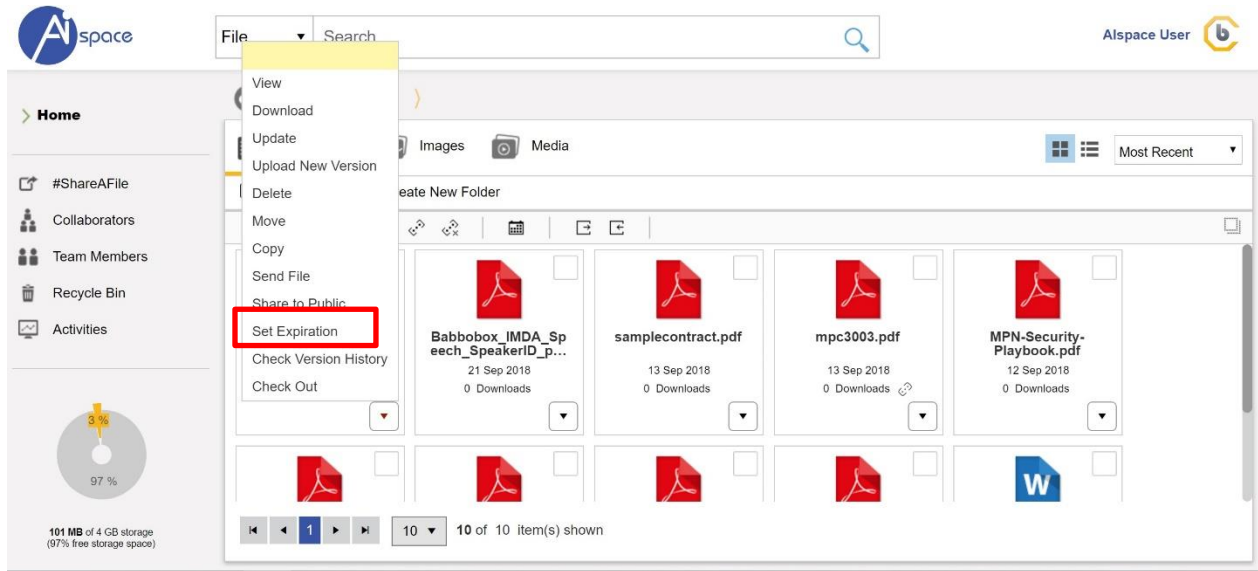 Ai space
File
Search
AIspace User
b
View
Download
Update
Upload New Version
Delete
Move
Copy
Send File
Share to Public
Set Expiration
Check Version History
Check Out
Home
#ShareAFile
Collaborators
Team Members
Recycle Bin
Activities
3 %
97 %
101 MB of 4 GB storage
(97% free storage space)
Images
Media
Most Recent
eate New Folder
Babbobox_IMDA_Sp
eech_SpeakerID_p...
21 Sep 2018
0 Downloads
samplecontract.pdf
13 Sep 2018
0 Downloads
mpc3003.pdf
13 Sep 2018
0 Downloads
MPN-Security-
Playbook.pdf
12 Sep 2018
0 Downloads
W
1
10
10 of 10 item(s) shown